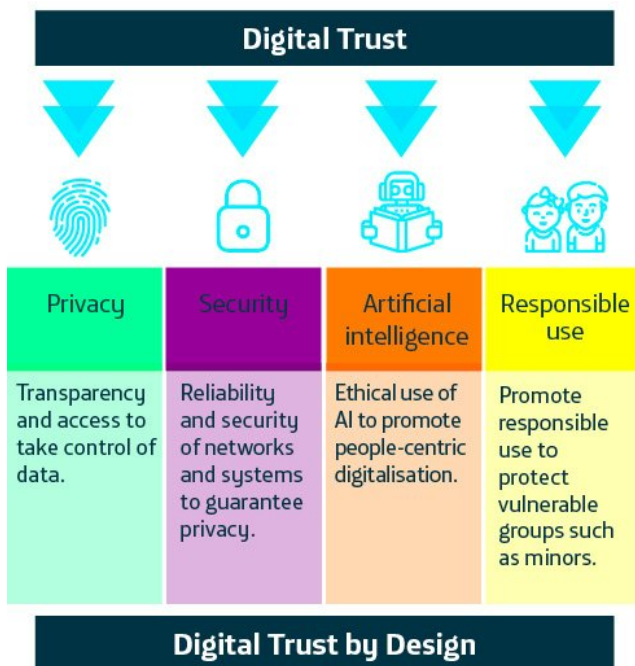 Digital Trust
Privacy
Security
Artificial
intelligence
Responsible
use
Transparency
and access to
take control of
data.
Reliability
and security
of networks
and systems
to guarantee
privacy.
Ethical use of
AI to promote
people-centric
digitalisation.
Promote
responsible
use to
protect
vulnerable
groups such
as minors.
Digital Trust by Design